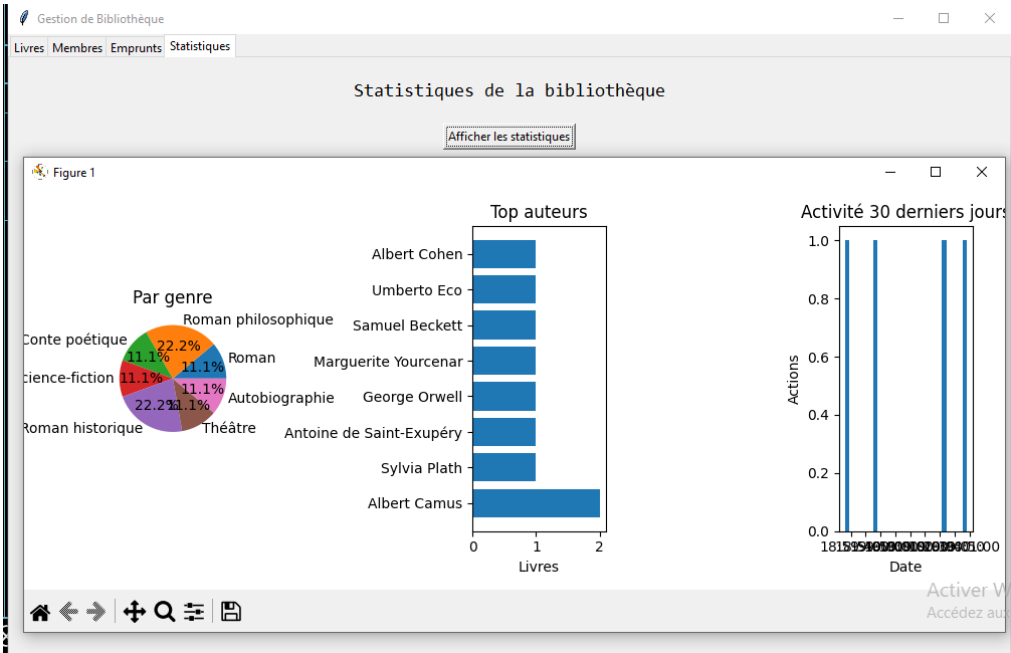 Gestion de Bibliothèque
Livres Membres Emprunts Statistiques
Statistiques de la bibliothèque
Afficher les statistiques
Figure 1
Par genre
Roman philosophique
Conte poétique
22.2%
11.1%
Roman
11.1%
cience-fiction
11.1%
11.1%
Autobiographie
22.2%
11.1%
Roman historique
Théâtre
Top auteurs
Albert Cohen
Umberto Eco
Samuel Beckett
Marguerite Yourcenar
George Orwell
Antoine de Saint-Exupéry
Sylvia Plath
Albert Camus
0 1 2
Livres
Activité 30 derniers jours
1.0
0.8
0.6
0.4
0.2
0.0
Actions
Date
Activer W
Accédez aux